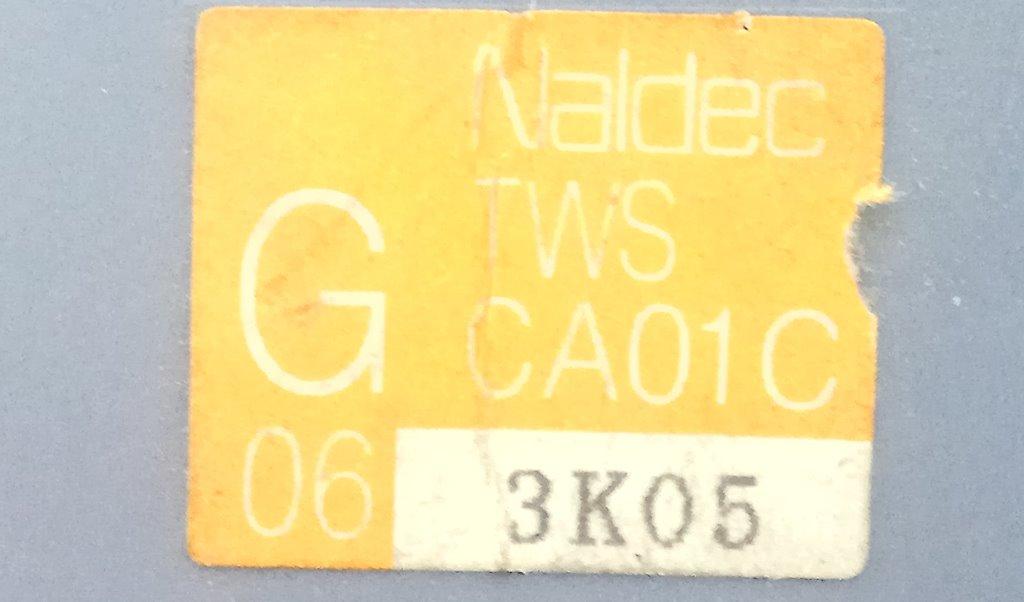 Naldec
TWS
G CA01C
06 3K05